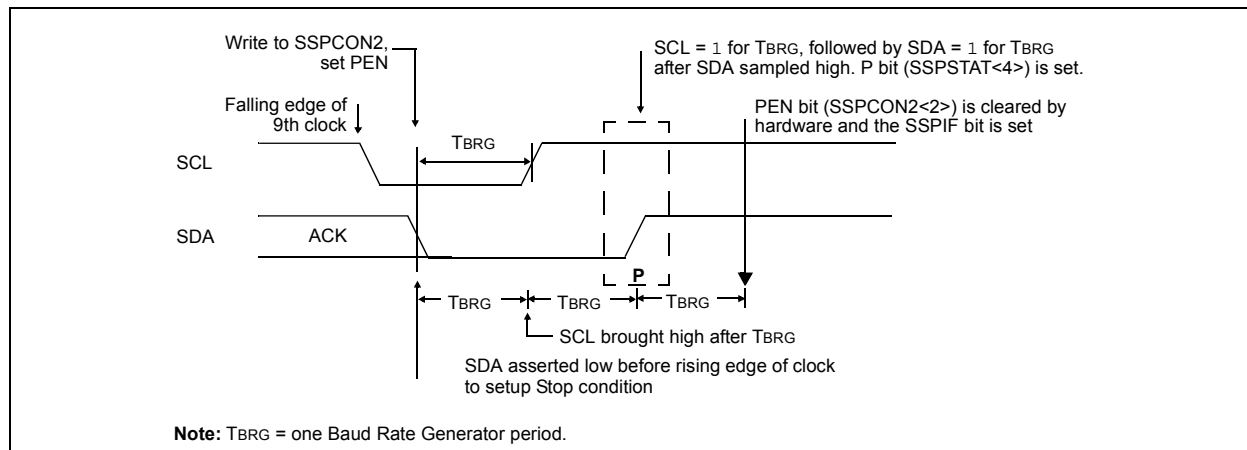 Write to SSPCON2,
set PEN
SCL = 1 for TBRG, followed by SDA = 1 for TBRG
after SDA sampled high. P bit (SSPSTAT<4>) is set.
Falling edge of
9th clock
PEN bit (SSPCON2<2>) is cleared by
hardware and the SSPIF bit is set
TBRG
SCL
SDA
ACK
P
TBRG
TBRG
TBRG
SCL brought high after TBRG
SDA asserted low before rising edge of clock
to setup Stop condition
Note: TBRG = one Baud Rate Generator period.